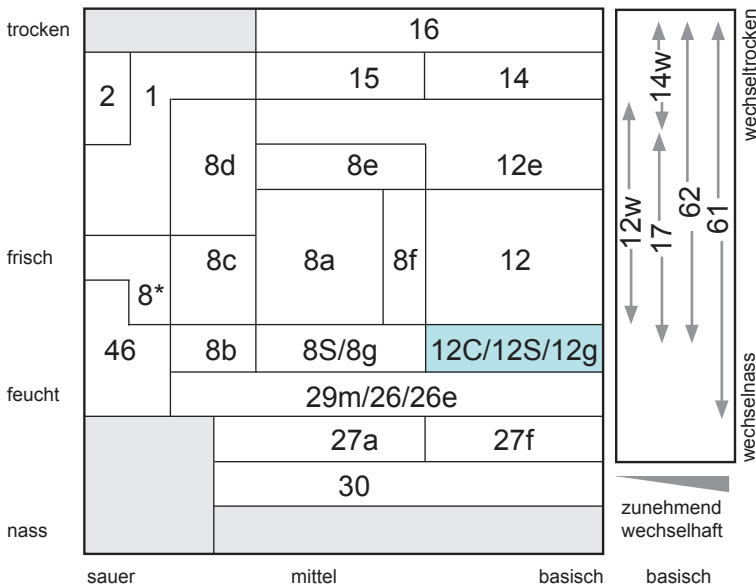 trocken
16
wechseltrocken
2
1
15
14
14w
8d
8e
12e
12w
17
62
61
frisch
8c
8a
8f
12
8*
46
8b
8S/8g
12C/12S/12g
feucht
29m/26/26e
wechselnass
27a
27f
30
zunehmend
wechselhaft
nass
sauer
mittel
basisch
basisch